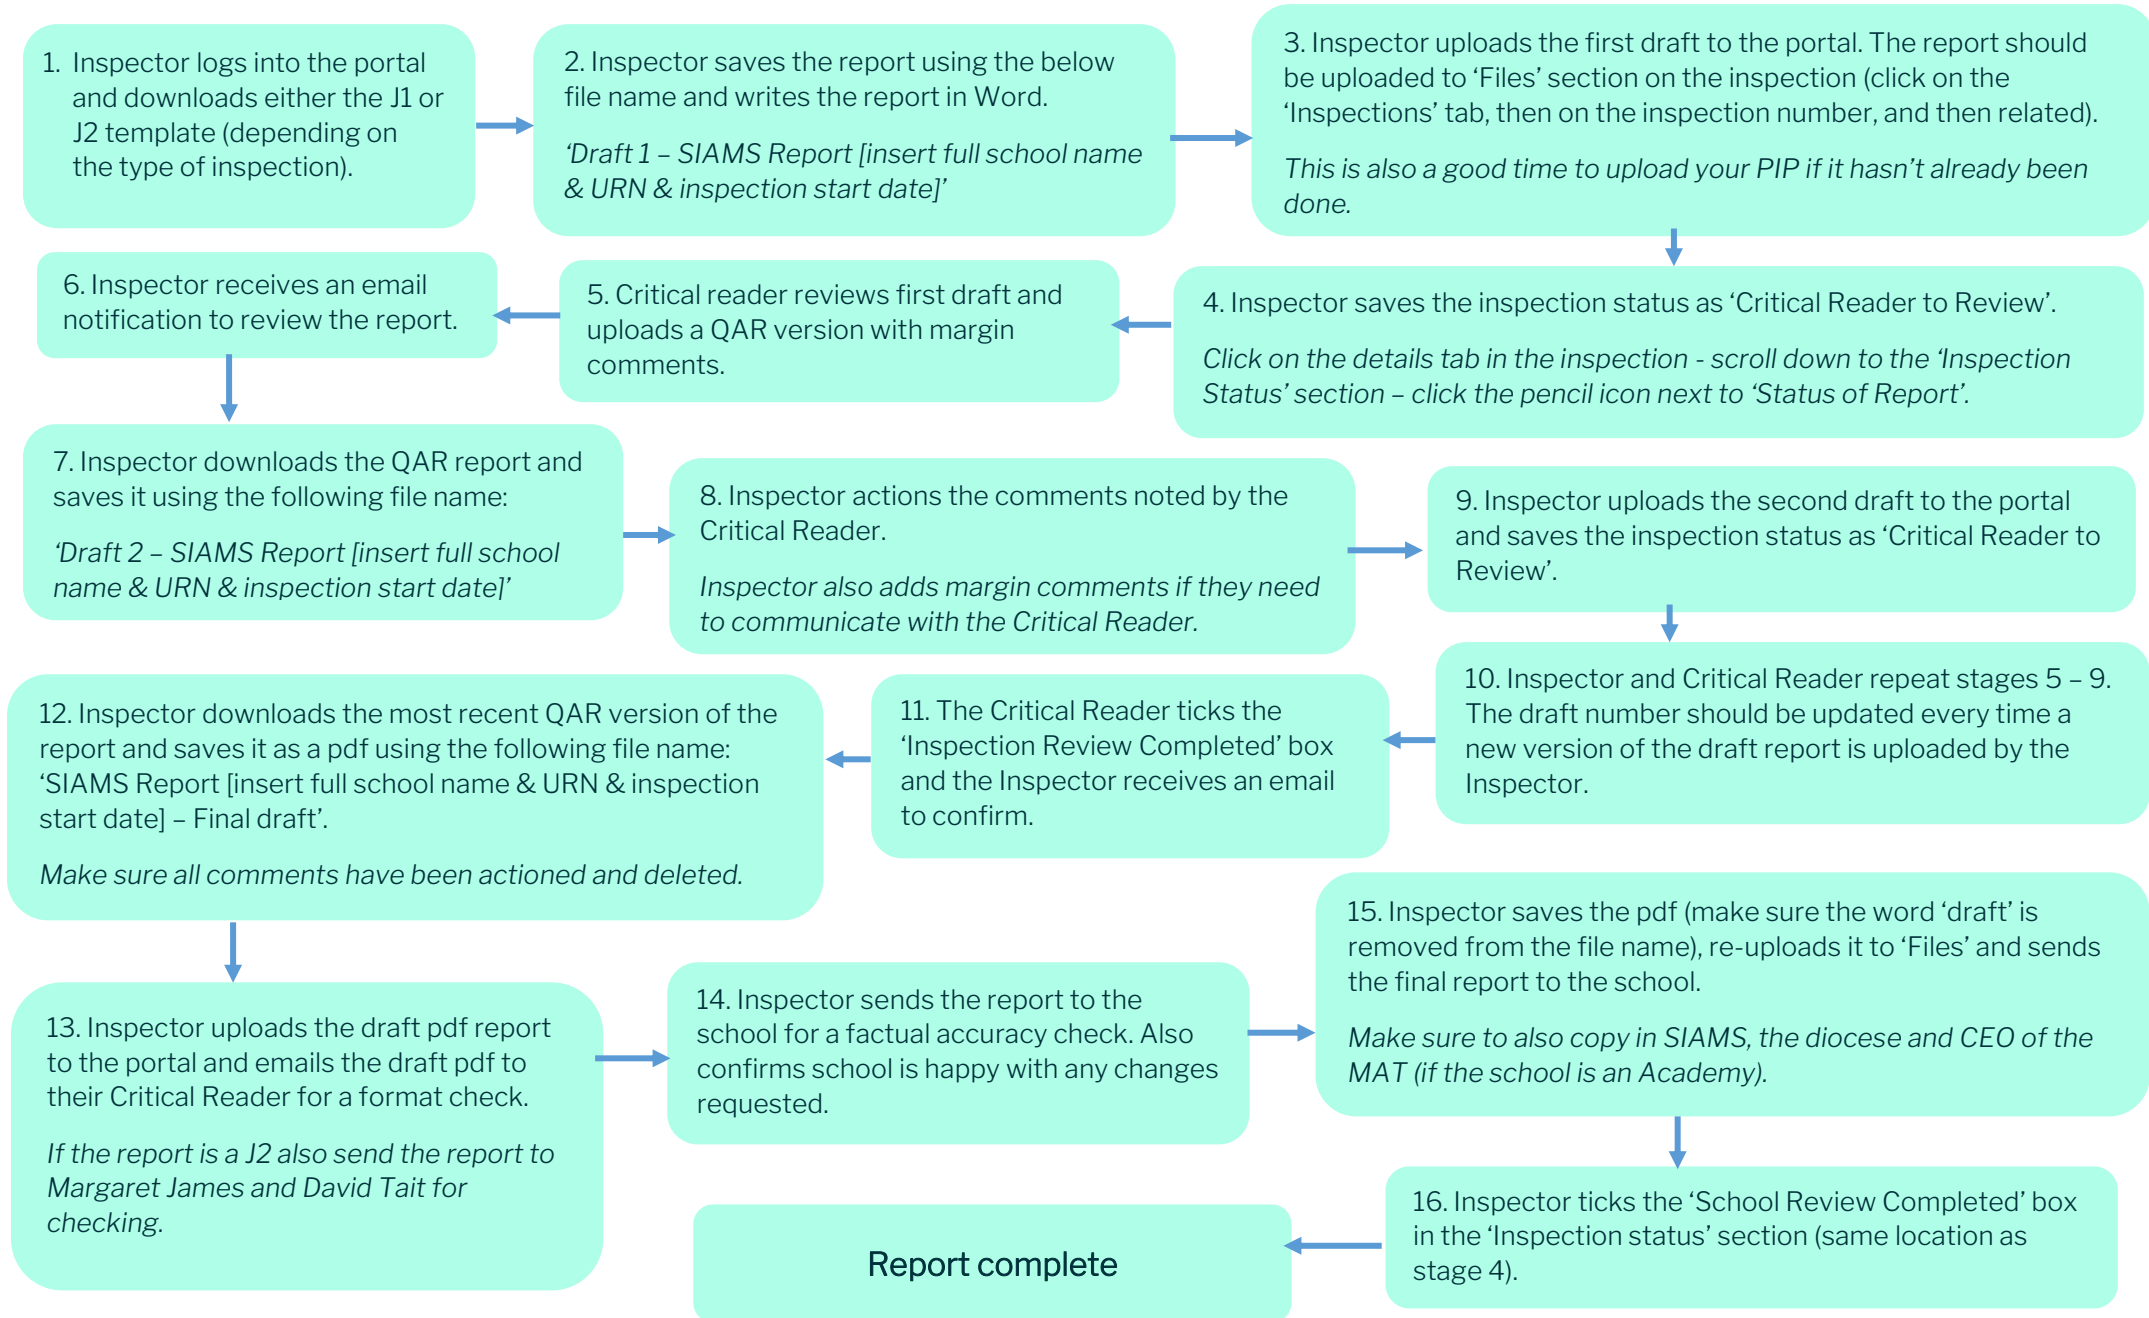 1. Inspector logs into the portal
and downloads either the J1 or
J2 template (depending on
the type of inspection).
2. Inspector saves the report using the below
file name and writes the report in Word.
‘Draft 1 – SIAMS Report [insert full school name
& URN & inspection start date]’
3. Inspector uploads the first draft to the portal. The report should
be uploaded to ‘Files’ section on the inspection (click on the
‘Inspections’ tab, then on the inspection number, and then related).
This is also a good time to upload your PIP if it hasn’t already been
done.
4. Inspector saves the inspection status as ‘Critical Reader to Review’.
Click on the details tab in the inspection - scroll down to the ‘Inspection
Status’ section – click the pencil icon next to ‘Status of Report’.
5. Critical reader reviews first draft and
uploads a QAR version with margin
comments.
6. Inspector receives an email
notification to review the report.
7. Inspector downloads the QAR report and
saves it using the following file name:
‘Draft 2 – SIAMS Report [insert full school
name & URN & inspection start date]’
8. Inspector actions the comments noted by the
Critical Reader.
Inspector also adds margin comments if they need
to communicate with the Critical Reader.
9. Inspector uploads the second draft to the portal
and saves the inspection status as ‘Critical Reader to
Review’.
10. Inspector and Critical Reader repeat stages 5 – 9.
The draft number should be updated every time a
new version of the draft report is uploaded by the
Inspector.
11. The Critical Reader ticks the
‘Inspection Review Completed’ box
and the Inspector receives an email
to confirm.
12. Inspector downloads the most recent QAR version of the
report and saves it as a pdf using the following file name:
‘SIAMS Report [insert full school name & URN & inspection
start date] – Final draft’.
Make sure all comments have been actioned and deleted.
13. Inspector uploads the draft pdf report
to the portal and emails the draft pdf to
their Critical Reader for a format check.
If the report is a J2 also send the report to
Margaret James and David Tait for
checking.
14. Inspector sends the report to the
school for a factual accuracy check. Also
confirms school is happy with any changes
requested.
15. Inspector saves the pdf (make sure the word ‘draft’ is
removed from the file name), re-uploads it to ‘Files’ and sends
the final report to the school.
Make sure to also copy in SIAMS, the diocese and CEO of the
MAT (if the school is an Academy).
16. Inspector ticks the ‘School Review Completed’ box
in the ‘Inspection status’ section (same location as
stage 4).
Report complete